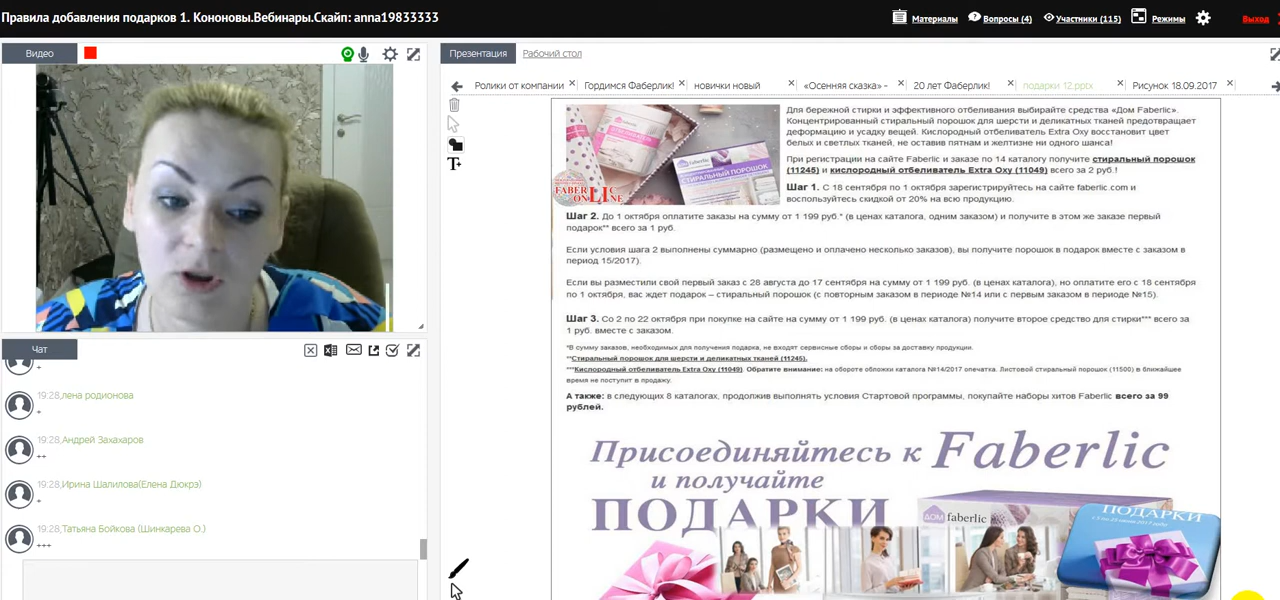 Правила добавления подарков 1. Кононовы.Вебинары.Скайп: anna19833333
Материалы
Вопросы (4)
Участники (115)
Режимы
Выход
Видео
Презентация
Рабочий стол
Ролики от компании
Гордимся Фаберлик!
новички новый
«Осенняя сказка» -
20 лет Фаберлик!
подарки 12.pptx
Рисунок 18.09.2017
T+
СТИРАЛЬНЫЙ ПОРОШОК
FABER LIC
ONLINE
Для бережной стирки и эффективного отбеливания выбирайте средства «Дом Faberlic».
Концентрированный стиральный порошок для шерсти и деликатных тканей предотвращает
деформацию и усадку вещей. Кислородный отбеливатель Extra Oxy восстановит цвет
белых и светлых тканей, не оставив пятнам и желтизне ни одного шанса!
При регистрации на сайте Faberlic и заказе по 14 каталогу получите стиральный порошок
(11245) и кислородный отбеливатель Extra Oxy (11049) всего за 2 руб.!
Шаг 1. С 18 сентября по 1 октября зарегистрируйтесь на сайте faberlic.com и
воспользуйтесь скидкой от 20% на всю продукцию.
Шаг 2. До 1 октября оплатите заказы на сумму от 1 199 руб.* (в ценах каталога, одним заказом) и получите в этом же заказе первый
подарок** всего за 1 руб.
Если условия шага 2 выполнены суммарно (размещено и оплачено несколько заказов), вы получите порошок в подарок вместе с заказом в
период 15/2017).
Если вы разместили свой первый заказ с 28 августа до 17 сентября на сумму от 1 199 руб. (в ценах каталога), но оплатите его с 18 сентября
по 1 октября, вас ждет подарок – стиральный порошок (с повторным заказом в периоде №14 или с первым заказом в периоде №15).
Шаг 3. Со 2 по 22 октября при покупке на сайте на сумму от 1 199 руб. (в ценах каталога) получите второе средство для стирки*** всего за
1 руб. вместе с заказом.
*В сумму заказов, необходимых для получения подарка, не входят сервисные сборы и сборы за доставку продукции.
**Стиральный порошок для шерсти и деликатных тканей (11245).
***Кислородный отбеливатель Extra Oxy (11049). Обратите внимание: на обороте обложки каталога №14/2017 опечатка. Листовой стиральный порошок (11500) в ближайшее
время не поступит в продажу.
А также: в следующих 8 каталогах, продолжив выполнять условия Стартовой программы, покупайте наборы хитов Faberlic всего за 99
рублей.
Присоединяйтесь к Faberlic
и получайте
ПОДАРКИ
ДОМ faberlic
ПОДАРКИ
Чат
+
19:28,лена родионова
+
19:28,Андрей Захахаров
++
19:28,Ирина Шалилова(Елена Дюкрэ)
+
19:28,Татьяна Бойкова (Шинкарева О.)
+++